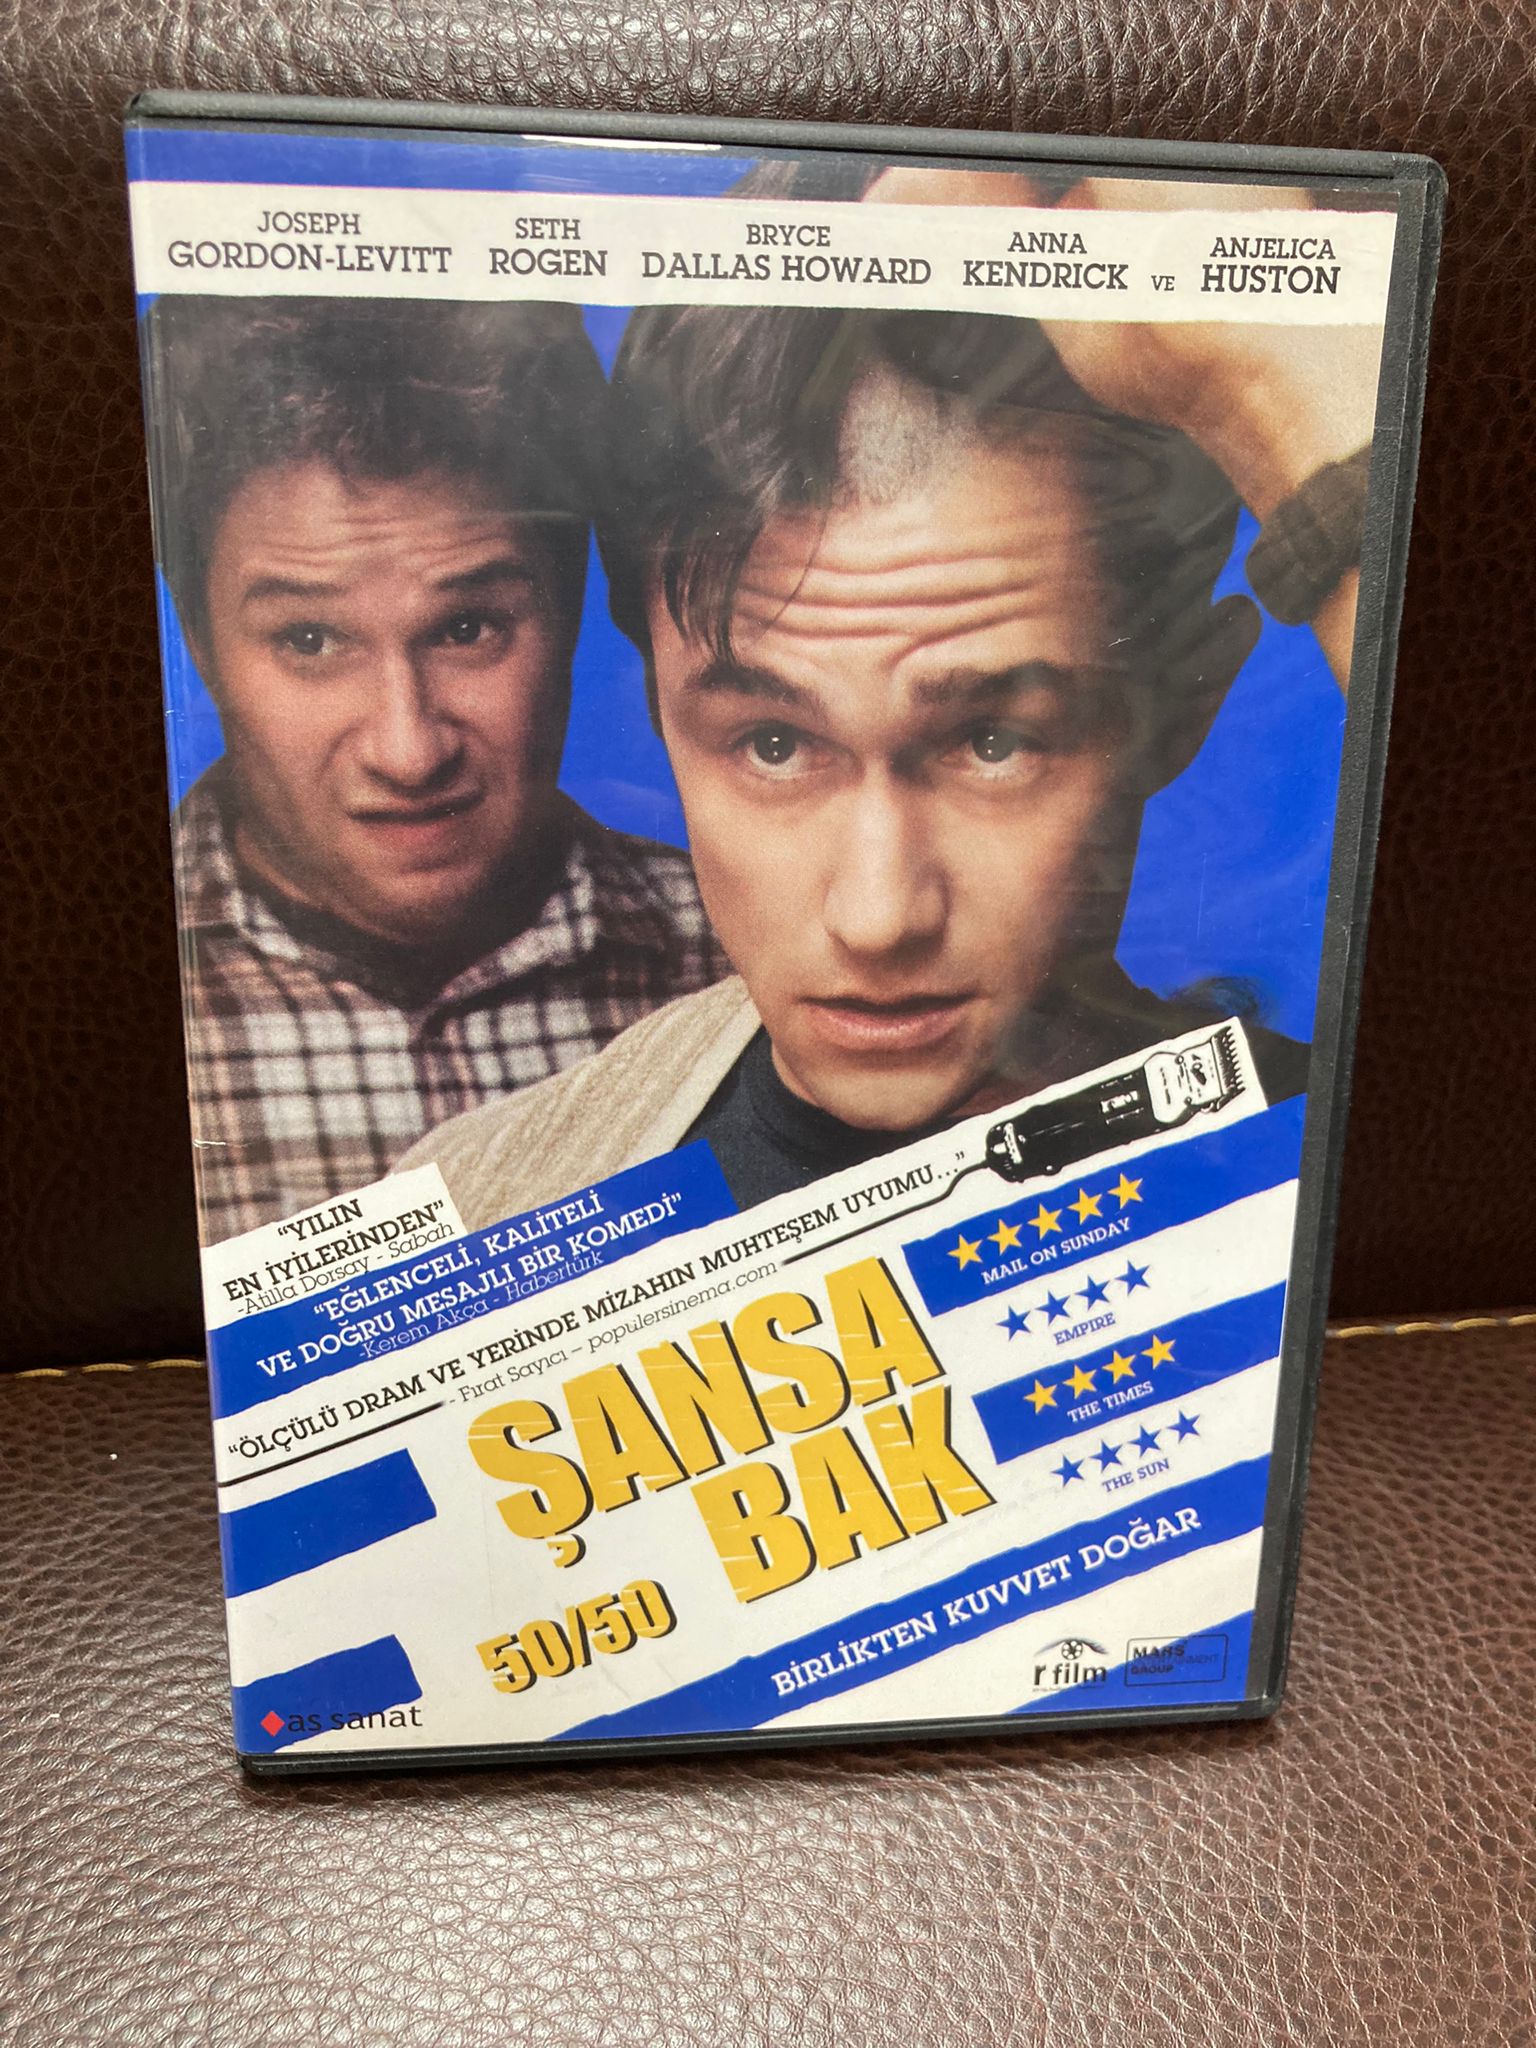 JOSEPH
GORDON-LEVITT
SETH
ROGEN
BRYCE
DALLAS HOWARD
ANNA
KENDRICK
VE
ANJELICA
HUSTON
"YILIN
EN İYİLERİNDEN"
-Atilla Dorsay - Sabah
"EĞLENCELİ, KALİTELİ
VE DOĞRU MESAJLI BİR KOMEDİ"
-Kerem Akça - Habertürk
"ÖLÇÜLÜ DRAM VE YERİNDE MİZAHIN MUHTEŞEM UYUMU..."
- Fırat Sayıcı – populersinema.com
MAIL ON SUNDAY
EMPIRE
THE TIMES
THE SUN
ŞANSA
BAK
50/50
BİRLİKTEN KUVVET DOĞAR
as sanat
r film
MARS
ENTERTAINMENT
GROUP